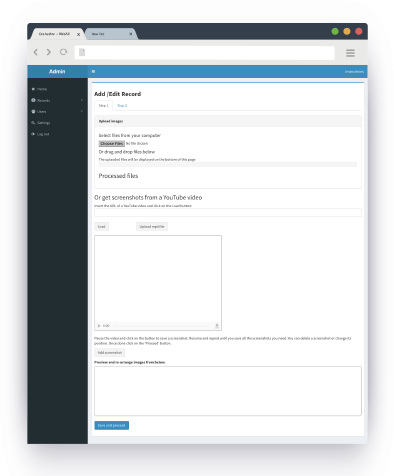 New Tab
Admin
Home
Records
Users
Settings
Log out
Add /Edit Record
Step 1 Step 2
Upload images
Select files from your computer
Choose Files No file chosen
Or drag and drop files below
The uploaded files will be displayed on the bottom of this page
Processed files
Or get screenshots from a YouTube video
Insert the URL of a YouTube video and click on the Load button:
Load Upload mp4 file
0:00
Pause the video and click on the button to save a screenshot. Resume and repeat until you save all the screenshots you need. You can delete a screenshot or change its
position. Once done click on the "Proceed" button.
Add screenshot
Preview and re-arrange images from below:
Save and proceed